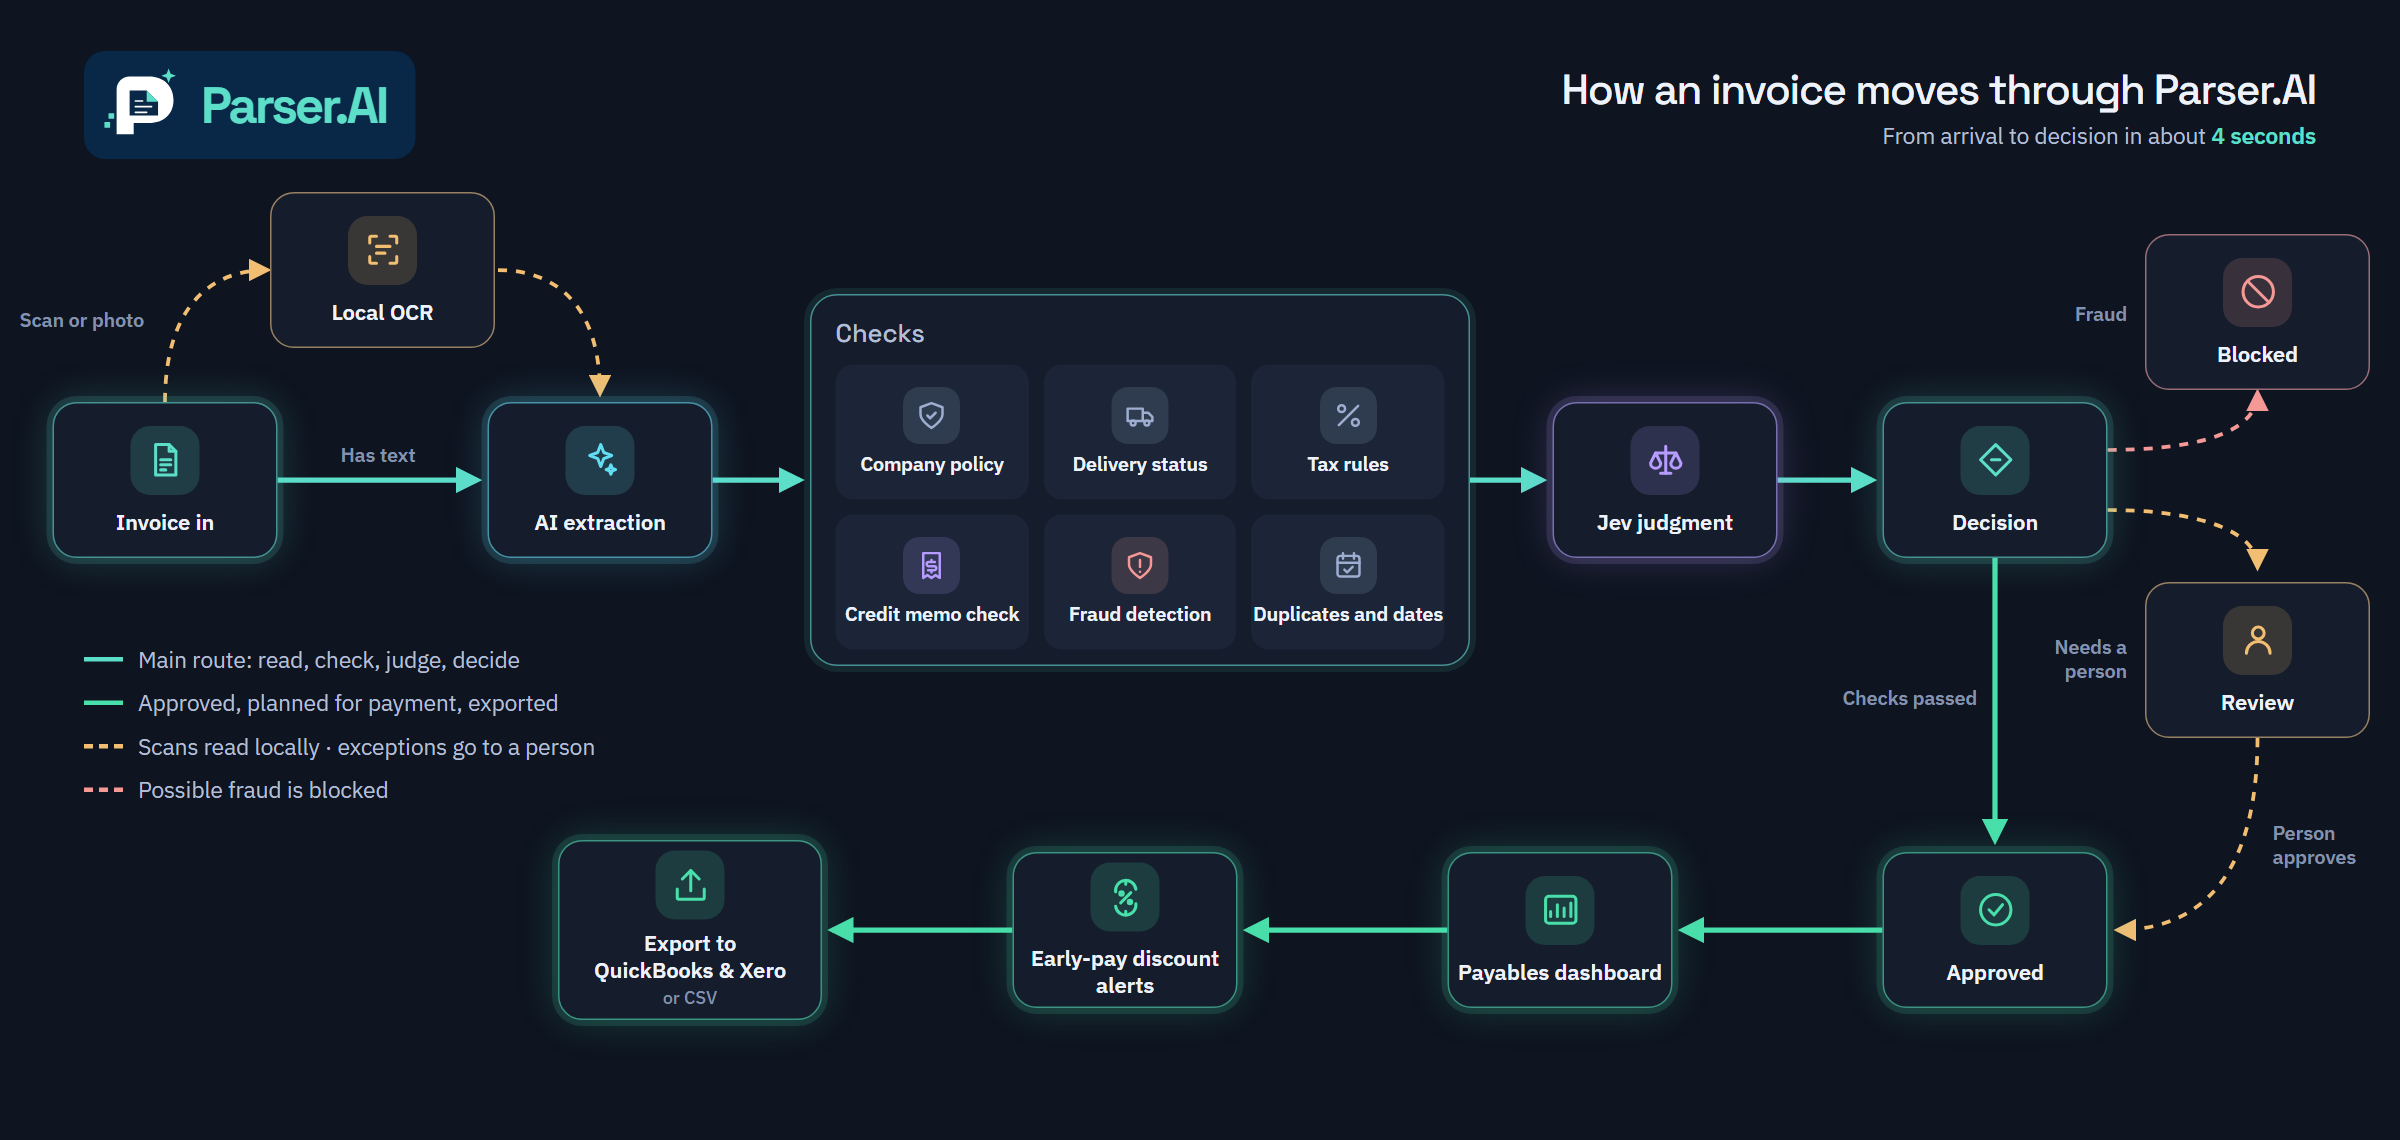 Parser.AI
How an invoice moves through Parser.AI
From arrival to decision in about 4 seconds
Local OCR
Scan or photo
Invoice in
Has text
AI extraction
Checks
Company policy
Delivery status
Tax rules
Credit memo check
Fraud detection
Duplicates and dates
Jev judgment
Decision
Fraud
Blocked
Needs a
person
Review
Checks passed
Person
approves
Main route: read, check, judge, decide
Approved, planned for payment, exported
Scans read locally · exceptions go to a person
Possible fraud is blocked
Export to
QuickBooks & Xero
or CSV
Early-pay discount
alerts
Payables dashboard
Approved